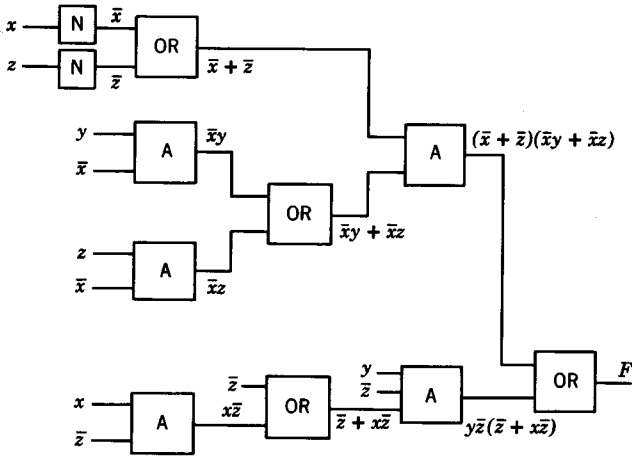 x N x̄ OR x̄ + z̄
z N z̄
y A x̄y
x̄
A (x̄ + z̄)(x̄y + x̄z)
OR x̄y + x̄z
z A x̄z
x̄
x A xz̄
z̄
z̄ OR z̄ + xz̄
y A yz̄(z̄ + xz̄)
z̄
OR F